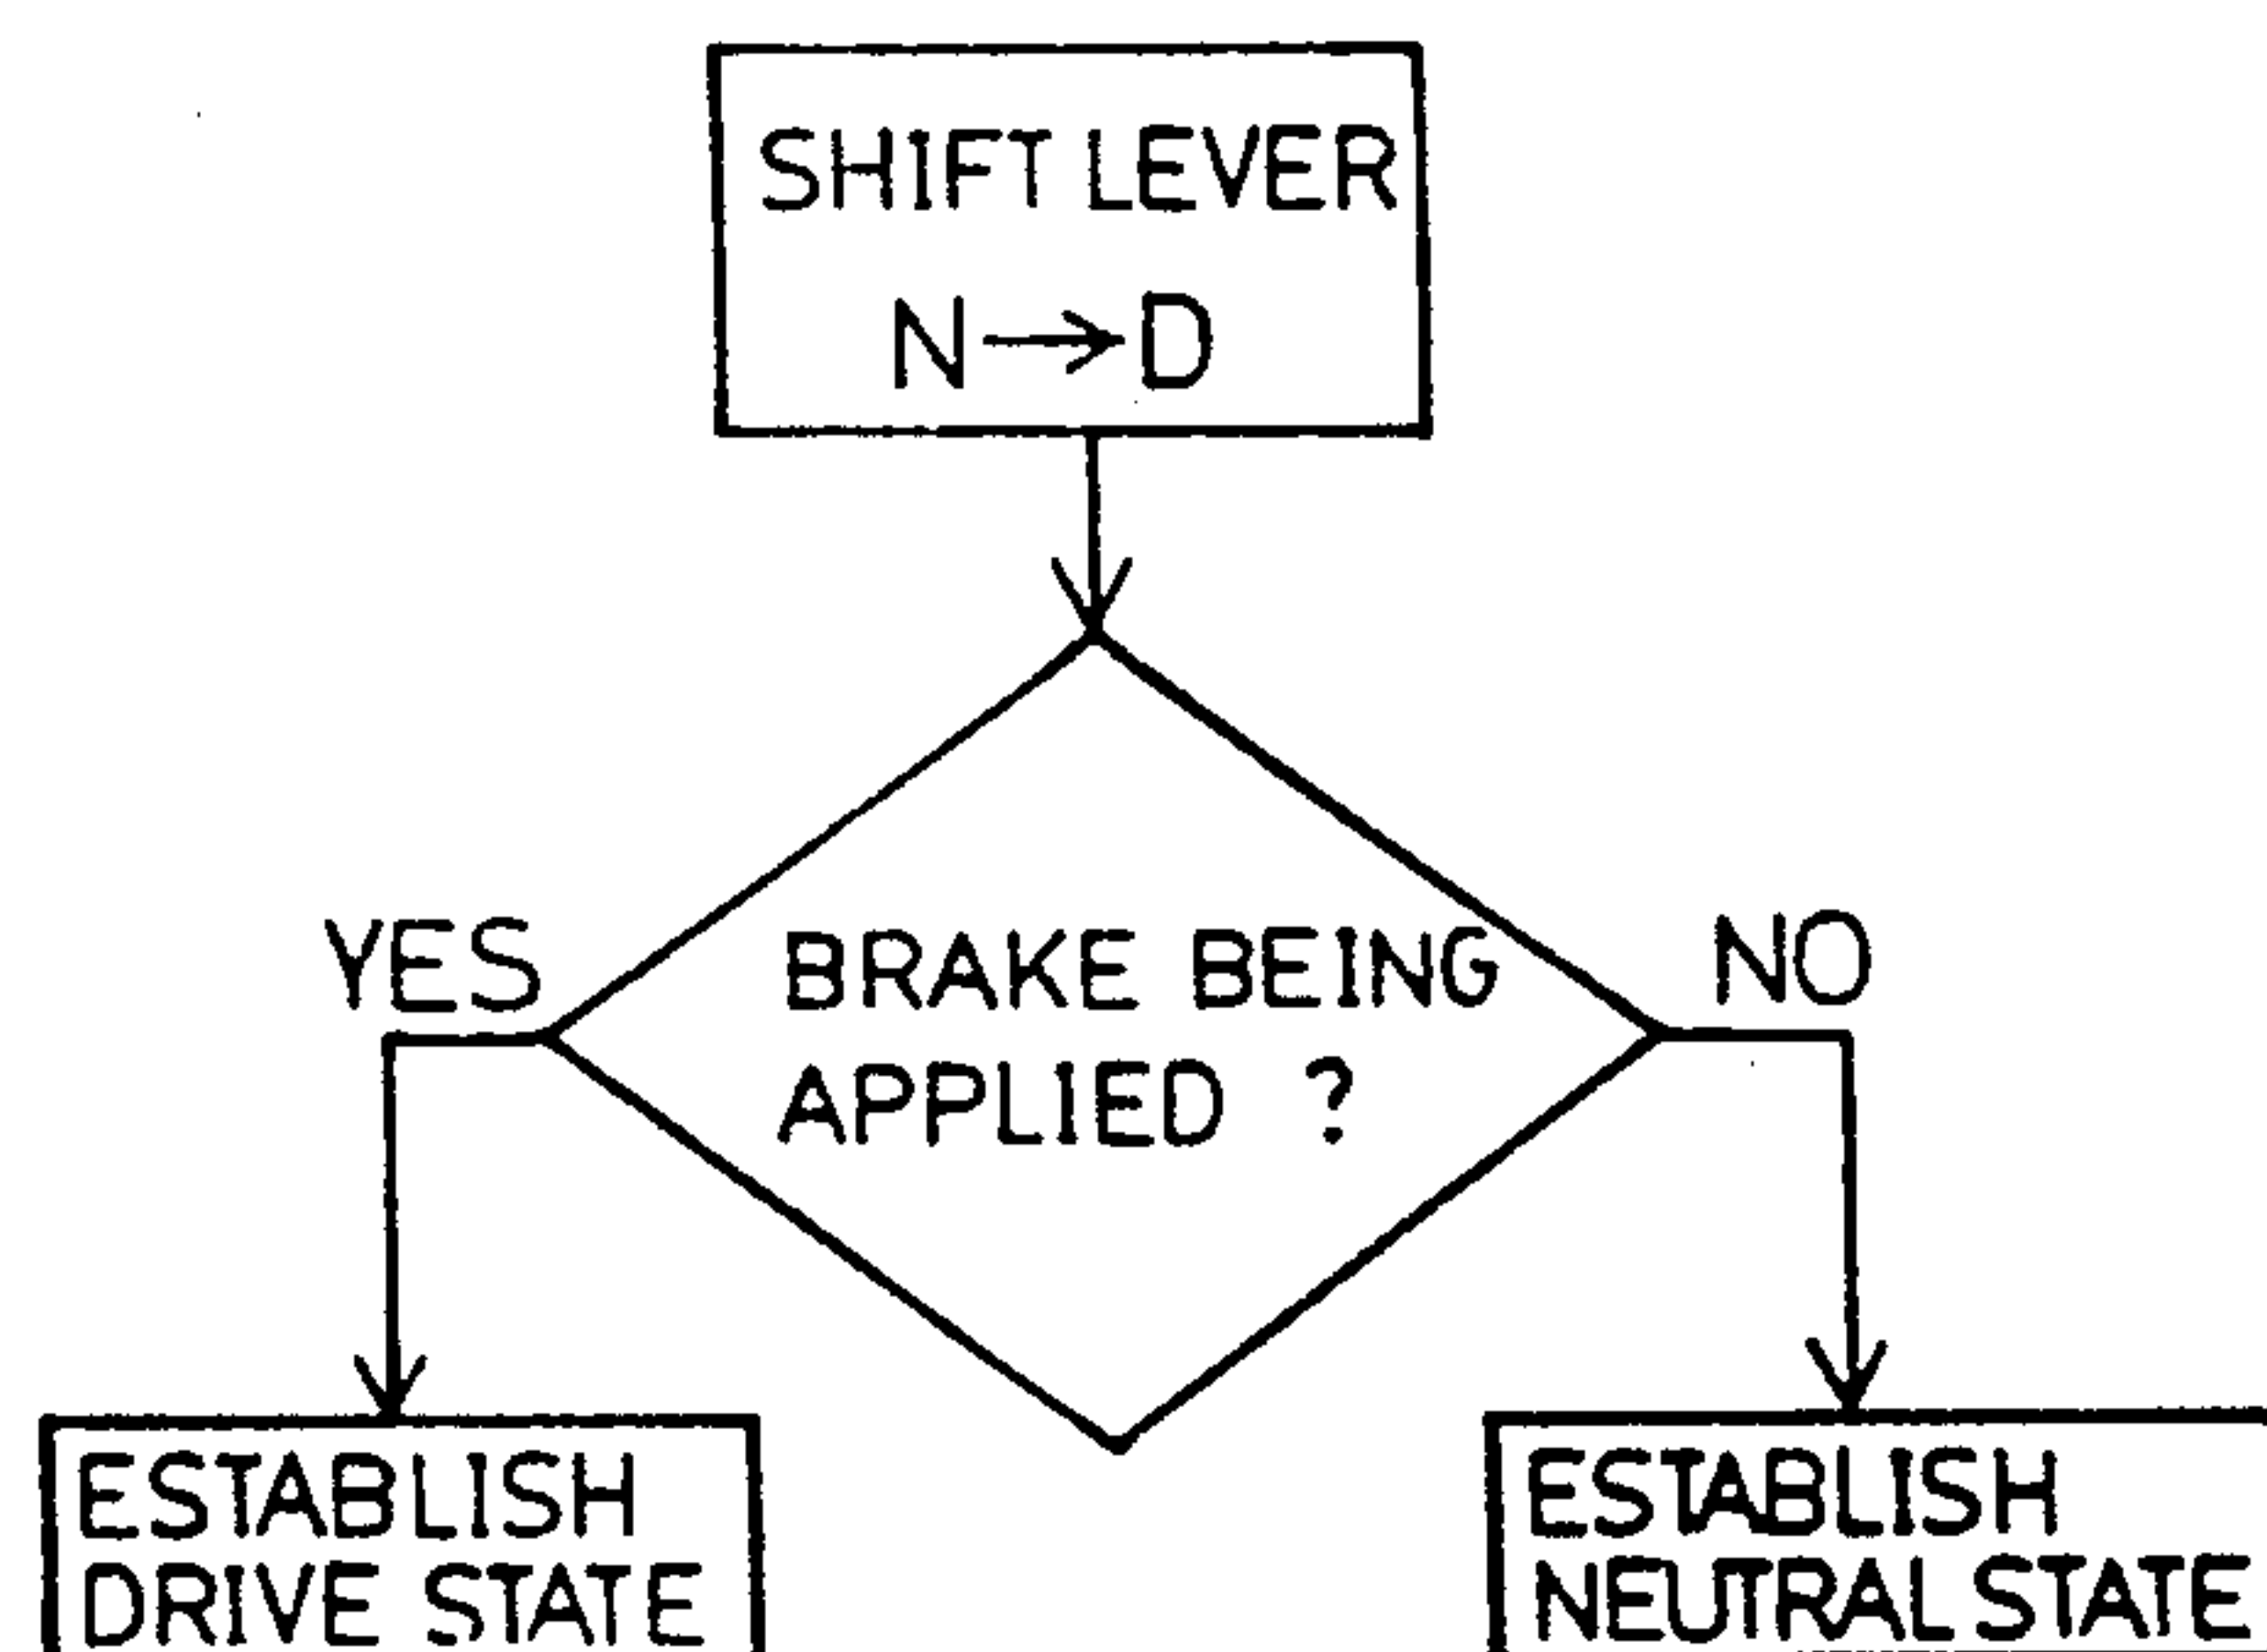 SHIFT LEVER
N→D
YES
NO
BRAKE BEING
APPLIED ?
ESTABLISH
DRIVE STATE
ESTABLISH
NEUTRAL STATE